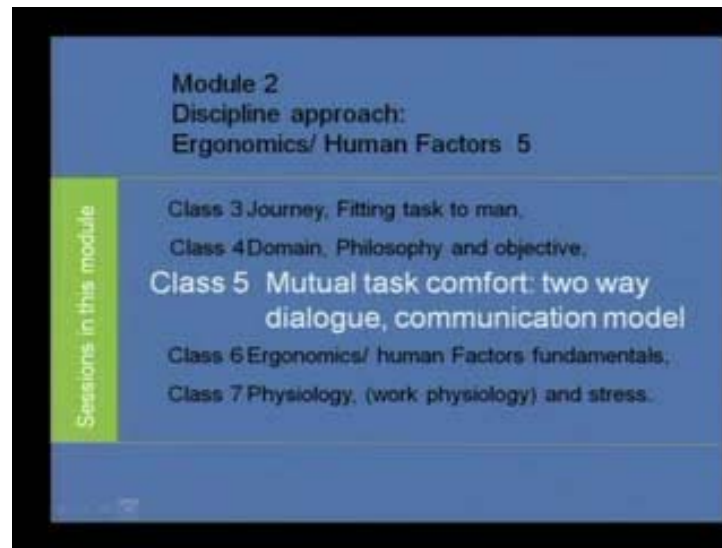 Module 2
Discipline approach:
Ergonomics/ Human Factors 5
Sessions in this module
Class 3 Journey, Fitting task to man,
Class 4 Domain, Philosophy and objective,
Class 5 Mutual task comfort: two way
dialogue, communication model
Class 6 Ergonomics/ human Factors fundamentals,
Class 7 Physiology, (work physiology) and stress.